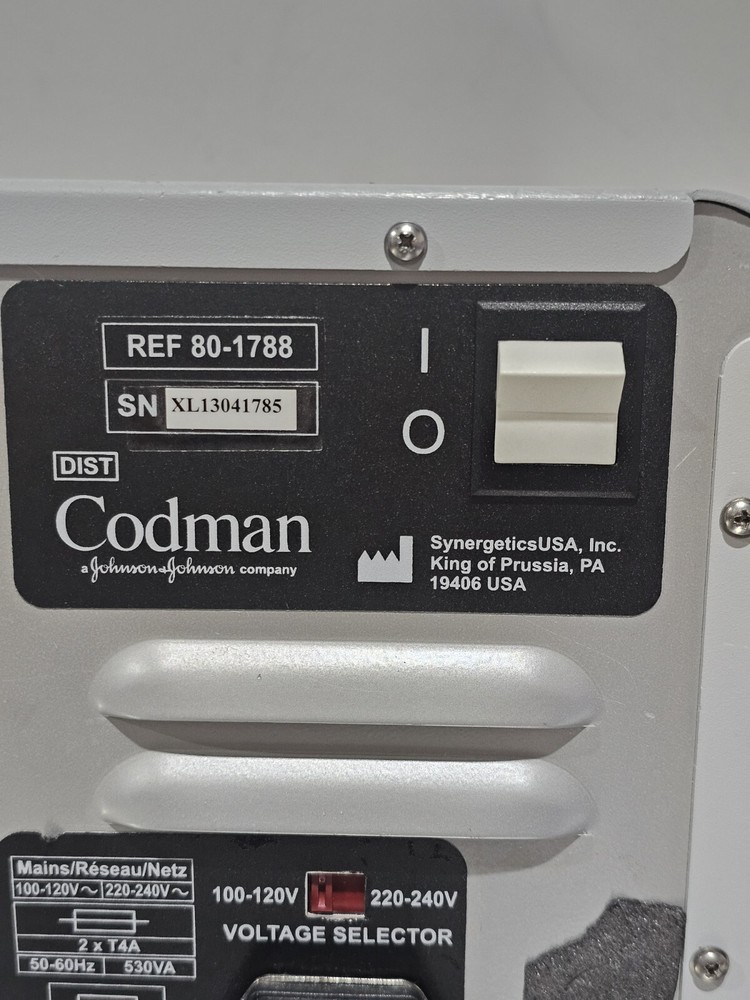 REF 80-1788
SN XL13041785
I
O
DIST
Codman
a Johnson & Johnson company
SynergeticsUSA, Inc.
King of Prussia, PA
19406 USA
Mains/Réseau/Netz
100-120V~ 220-240V~
2 x T4A
50-60Hz 530VA
100-120V 220-240V
VOLTAGE SELECTOR